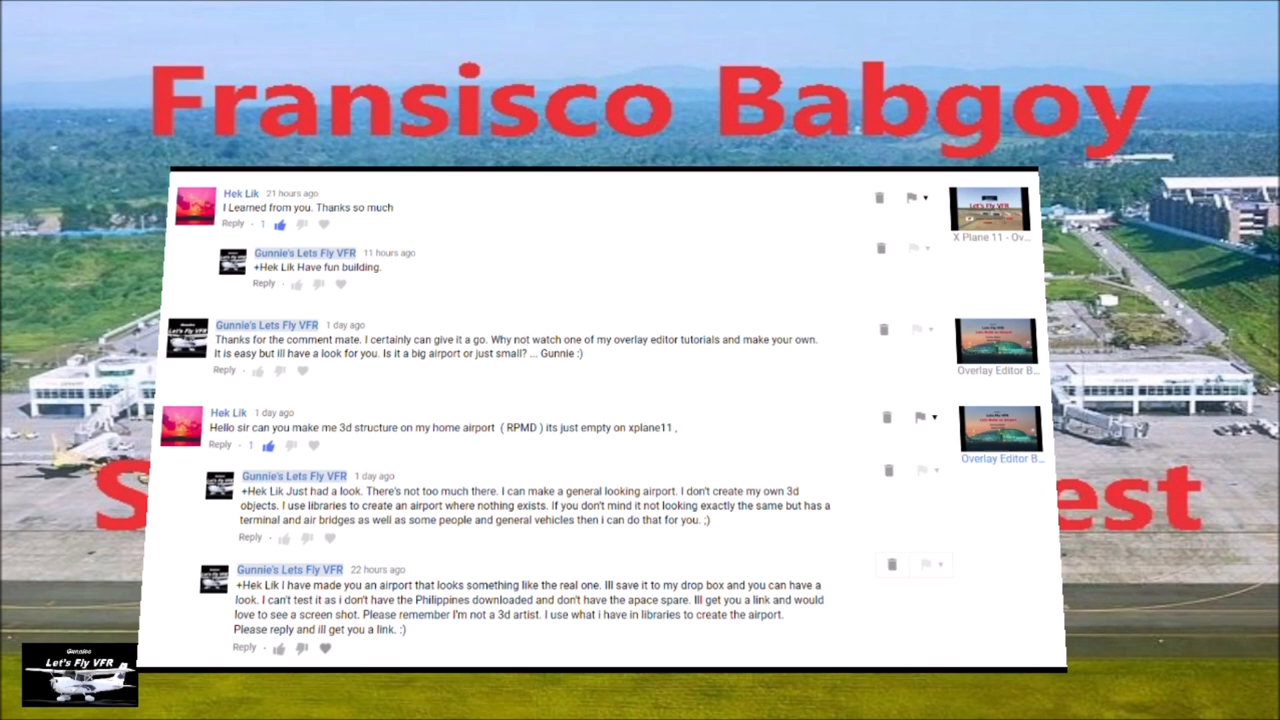 Fransisco Babgoy
Hek Lik 21 hours ago
I Learned from you. Thanks so much
Reply · 1
X Plane 11 - Ov...
Gunnie's Lets Fly VFR 11 hours ago
+Hek Lik Have fun building.
Reply ·
Gunnie's Lets Fly VFR 1 day ago
Thanks for the comment mate. I certainly can give it a go. Why not watch one of my overlay editor tutorials and make your own.
It is easy but ill have a look for you. Is it a big airport or just small? ... Gunnie :)
Reply ·
Overlay Editor B...
Hek Lik 1 day ago
Hello sir can you make me 3d structure on my home airport ( RPMD ) its just empty on xplane11 ,
Reply · 1
Overlay Editor B...
Gunnie's Lets Fly VFR 1 day ago
+Hek Lik Just had a look. There's not too much there. I can make a general looking airport. I don't create my own 3d
objects. I use libraries to create an airport where nothing exists. If you don't mind it not looking exactly the same but has a
terminal and air bridges as well as some people and general vehicles then i can do that for you. ;)
Reply ·
S est
Gunnie's Lets Fly VFR 22 hours ago
+Hek Lik I have made you an airport that looks something like the real one. Ill save it to my drop box and you can have a
look. I can't test it as i don't have the Philippines downloaded and don't have the apace spare. Ill get you a link and would
love to see a screen shot. Please remember I'm not a 3d artist. I use what i have in libraries to create the airport.
Please reply and ill get you a link. :)
Reply ·
Gunnies
Let's Fly VFR